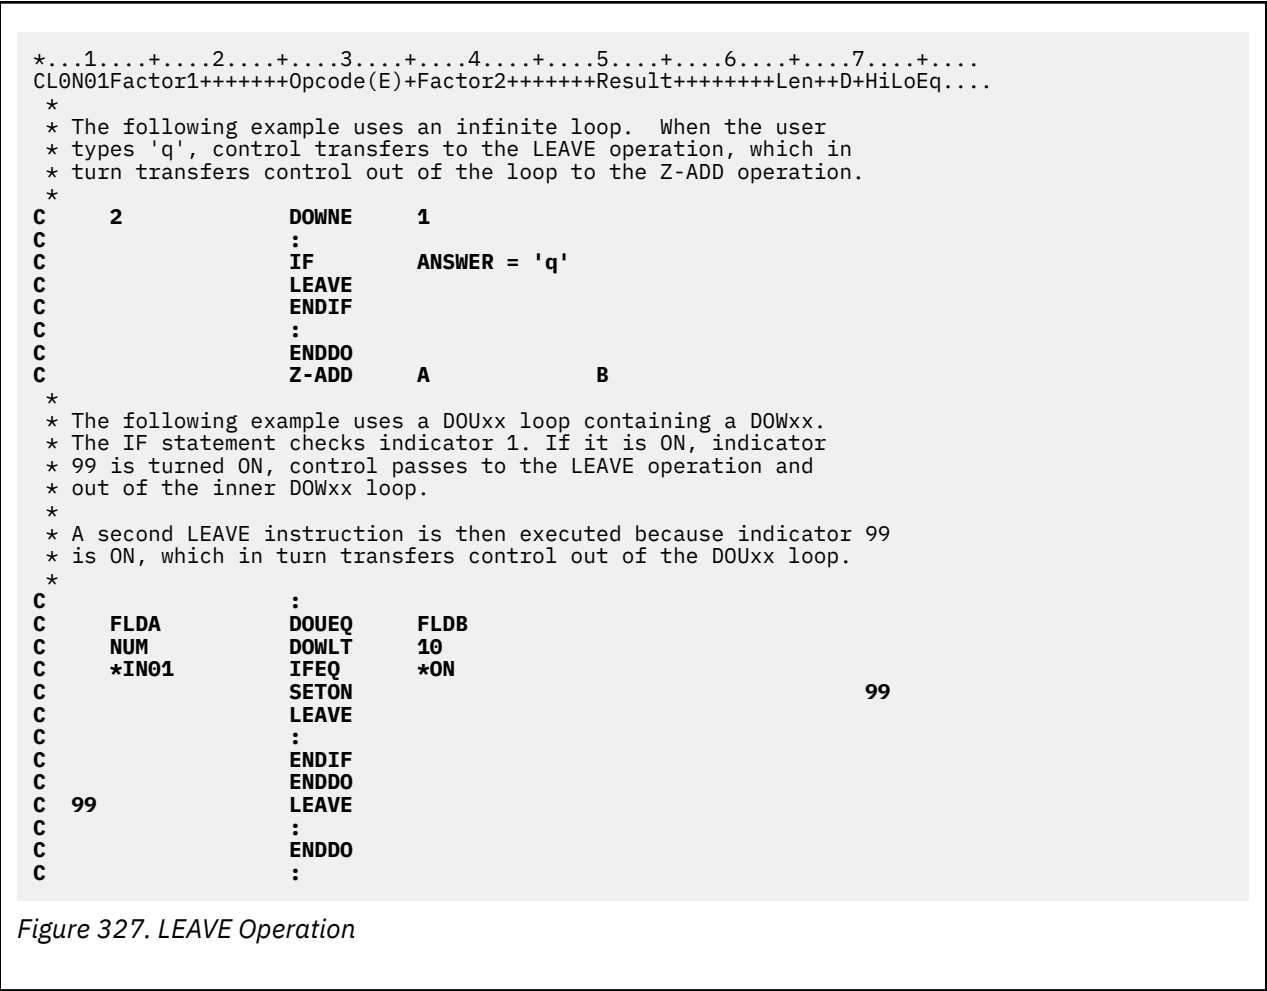 *...1....+....2....+....3....+....4....+....5....+....6....+....7....+....
CL0N01Factor1+++++++Opcode(E)+Factor2+++++++Result++++++++Len++D+HiLoEq....
 *
 * The following example uses an infinite loop.  When the user
 * types 'q', control transfers to the LEAVE operation, which in
 * turn transfers control out of the loop to the Z-ADD operation.
 *
C     2             DOWNE     1
C                   :
C                   IF        ANSWER = 'q'
C                   LEAVE
C                   ENDIF
C                   :
C                   ENDDO
C                   Z-ADD     A             B
 *
 * The following example uses a DOUxx loop containing a DOWxx.
 * The IF statement checks indicator 1. If it is ON, indicator
 * 99 is turned ON, control passes to the LEAVE operation and
 * out of the inner DOWxx loop.
 *
 * A second LEAVE instruction is then executed because indicator 99
 * is ON, which in turn transfers control out of the DOUxx loop.
 *
C                   :
C     FLDA          DOUEQ     FLDB
C     NUM           DOWLT     10
C     *IN01         IFEQ      *ON
C                   SETON                                        99
C                   LEAVE
C                   :
C                   ENDIF
C                   ENDDO
C  99               LEAVE
C                   :
C                   ENDDO
C                   :
Figure 327. LEAVE Operation